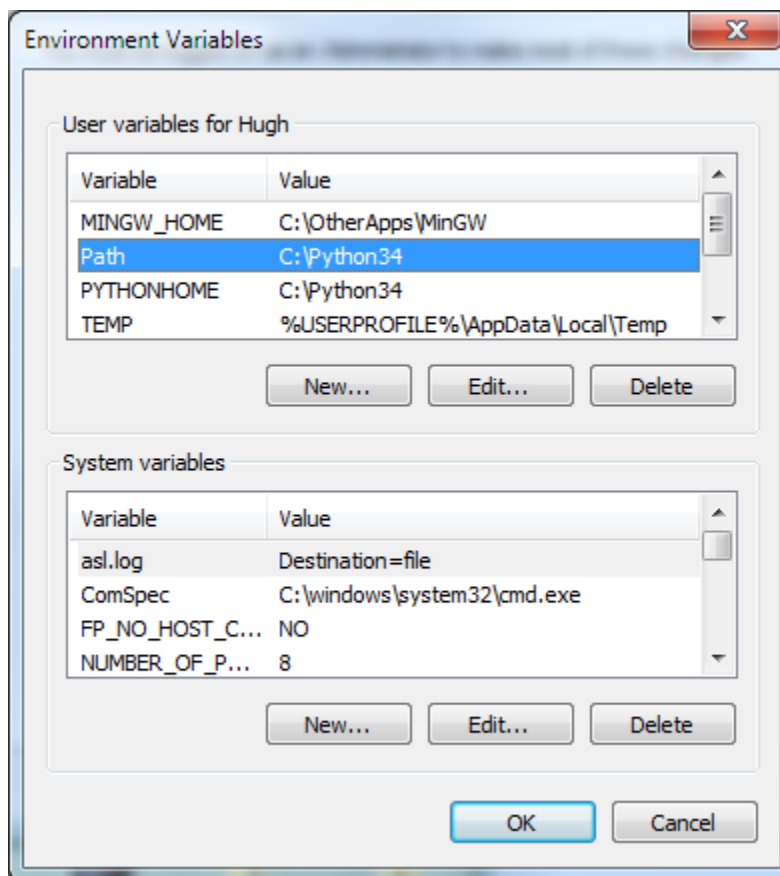 Environment Variables
User variables for Hugh
Variable Value
MINGW_HOME C:\OtherApps\MinGW
Path C:\Python34
PYTHONHOME C:\Python34
TEMP %USERPROFILE%\AppData\Local\Temp
New... Edit... Delete
System variables
Variable Value
asl.log Destination=file
ComSpec C:\windows\system32\cmd.exe
FP_NO_HOST_C... NO
NUMBER_OF_P... 8
New... Edit... Delete
OK Cancel